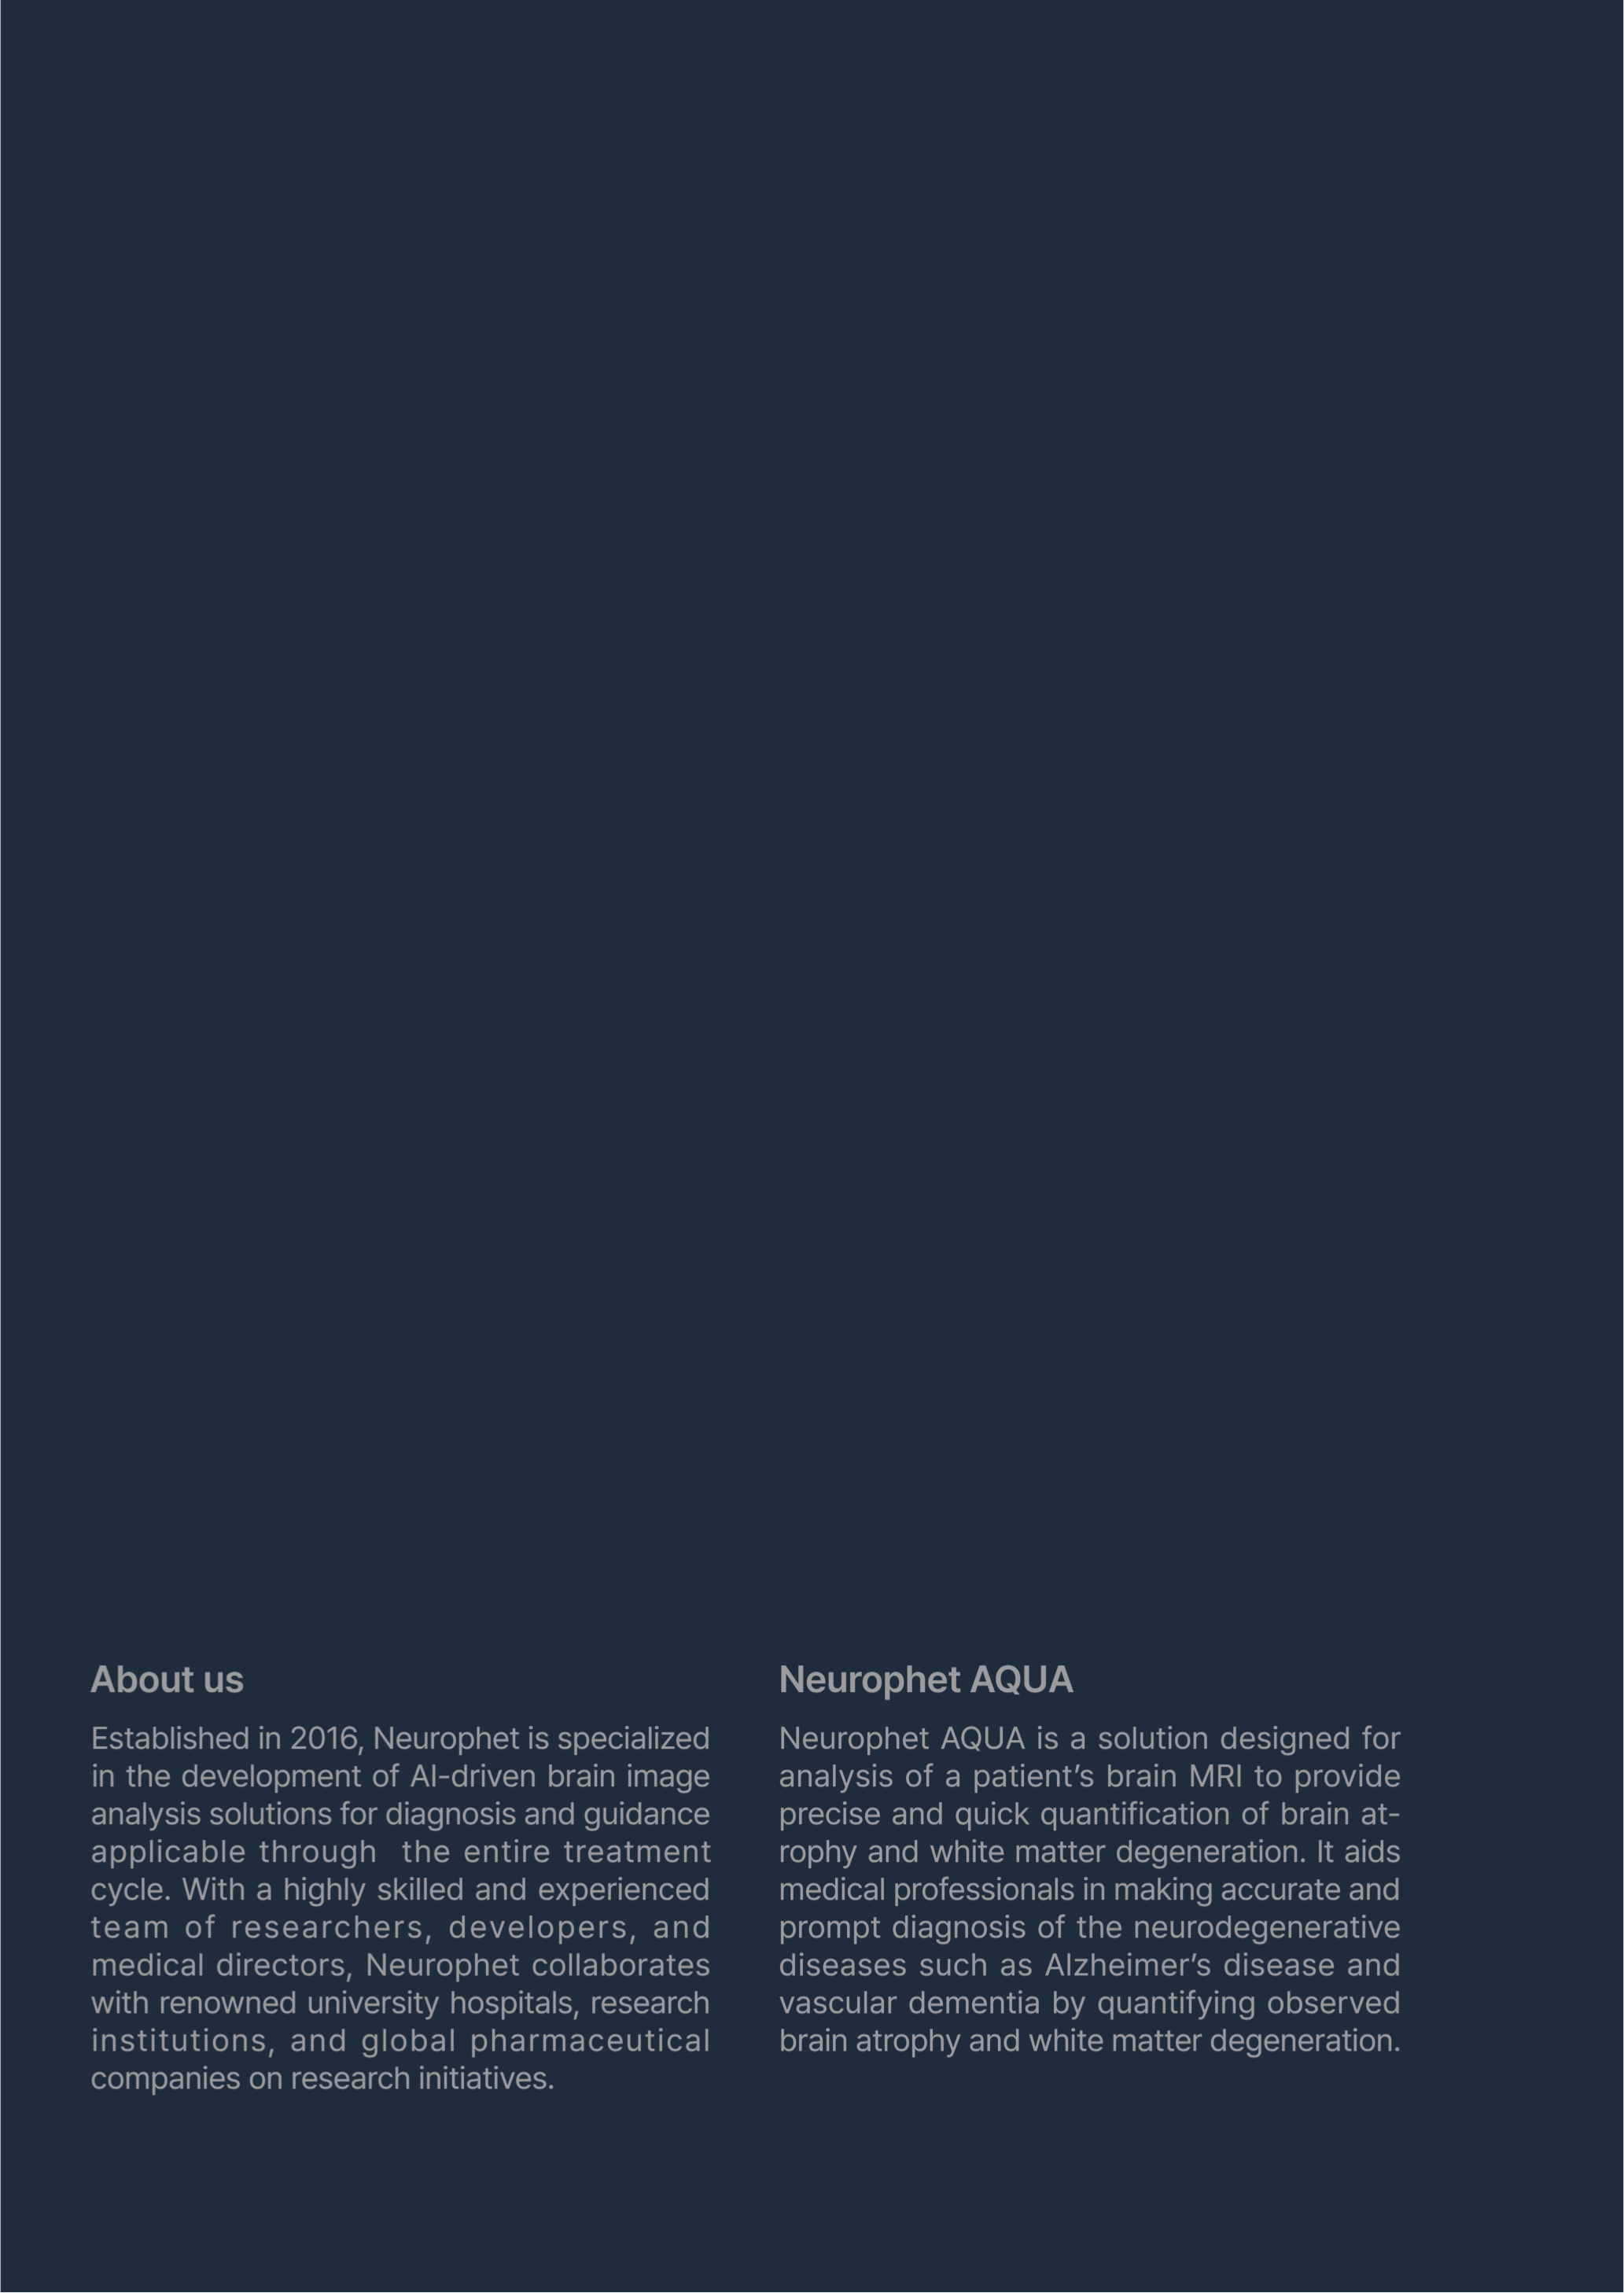 About us
Established in 2016, Neurophet is specialized
in the development of AI-driven brain image
analysis solutions for diagnosis and guidance
applicable through  the entire treatment
cycle. With a highly skilled and experienced
team of researchers, developers, and
medical directors, Neurophet collaborates
with renowned university hospitals, research
institutions, and global pharmaceutical
companies on research initiatives.
Neurophet AQUA
Neurophet AQUA is a solution designed for
analysis of a patient’s brain MRI to provide
precise and quick quantification of brain at-
rophy and white matter degeneration. It aids
medical professionals in making accurate and
prompt diagnosis of the neurodegenerative
diseases such as Alzheimer’s disease and
vascular dementia by quantifying observed
brain atrophy and white matter degeneration.